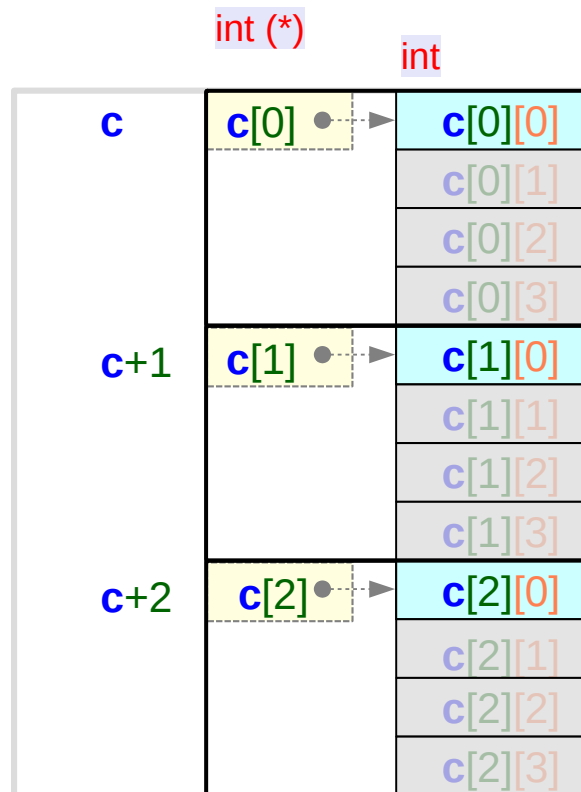 int (*)
int
c c[0] c[0][0]
c[0][1]
c[0][2]
c[0][3]
c+1 c[1] c[1][0]
c[1][1]
c[1][2]
c[1][3]
c+2 c[2] c[2][0]
c[2][1]
c[2][2]
c[2][3]